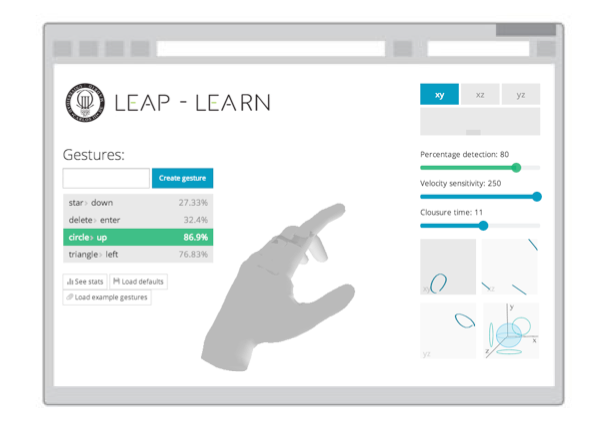 LEAP - LEARN
Gestures:
Create gesture
star> down 27.33%
delete> enter 32.4%
circle> up 86.9%
triangle> left 76.83%
See stats
Load defaults
Load example gestures
xy xz yz
Percentage detection: 80
Velocity sensitivity: 250
Clousure time: 11
xy
xz
yz
y
x
z